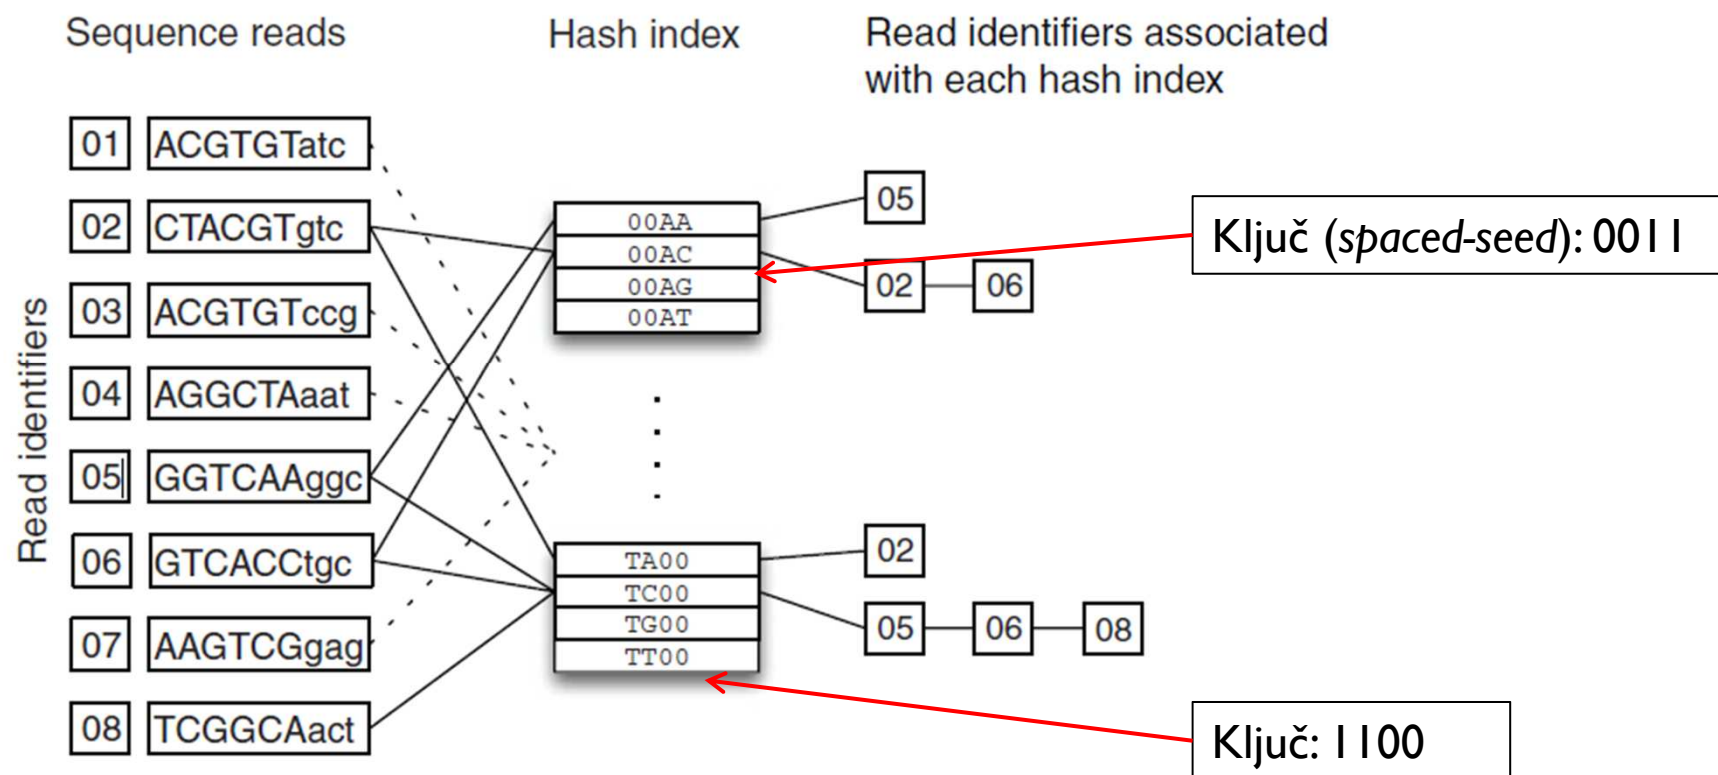 Sequence reads
Hash index
Read identifiers associated
with each hash index
Read identifiers
01 ACGTGTatc
02 CTACGTgtc
03 ACGTGTccg
04 AGGCTAaat
05 GGTCAAggc
06 GTCACCtgc
07 AAGTCGgag
08 TCGGCAact
00AA
00AC
00AG
00AT
TA00
TC00
TG00
TT00
05
02 06
02
05 06 08
Ključ (spaced-seed): 0011
Ključ: 1100